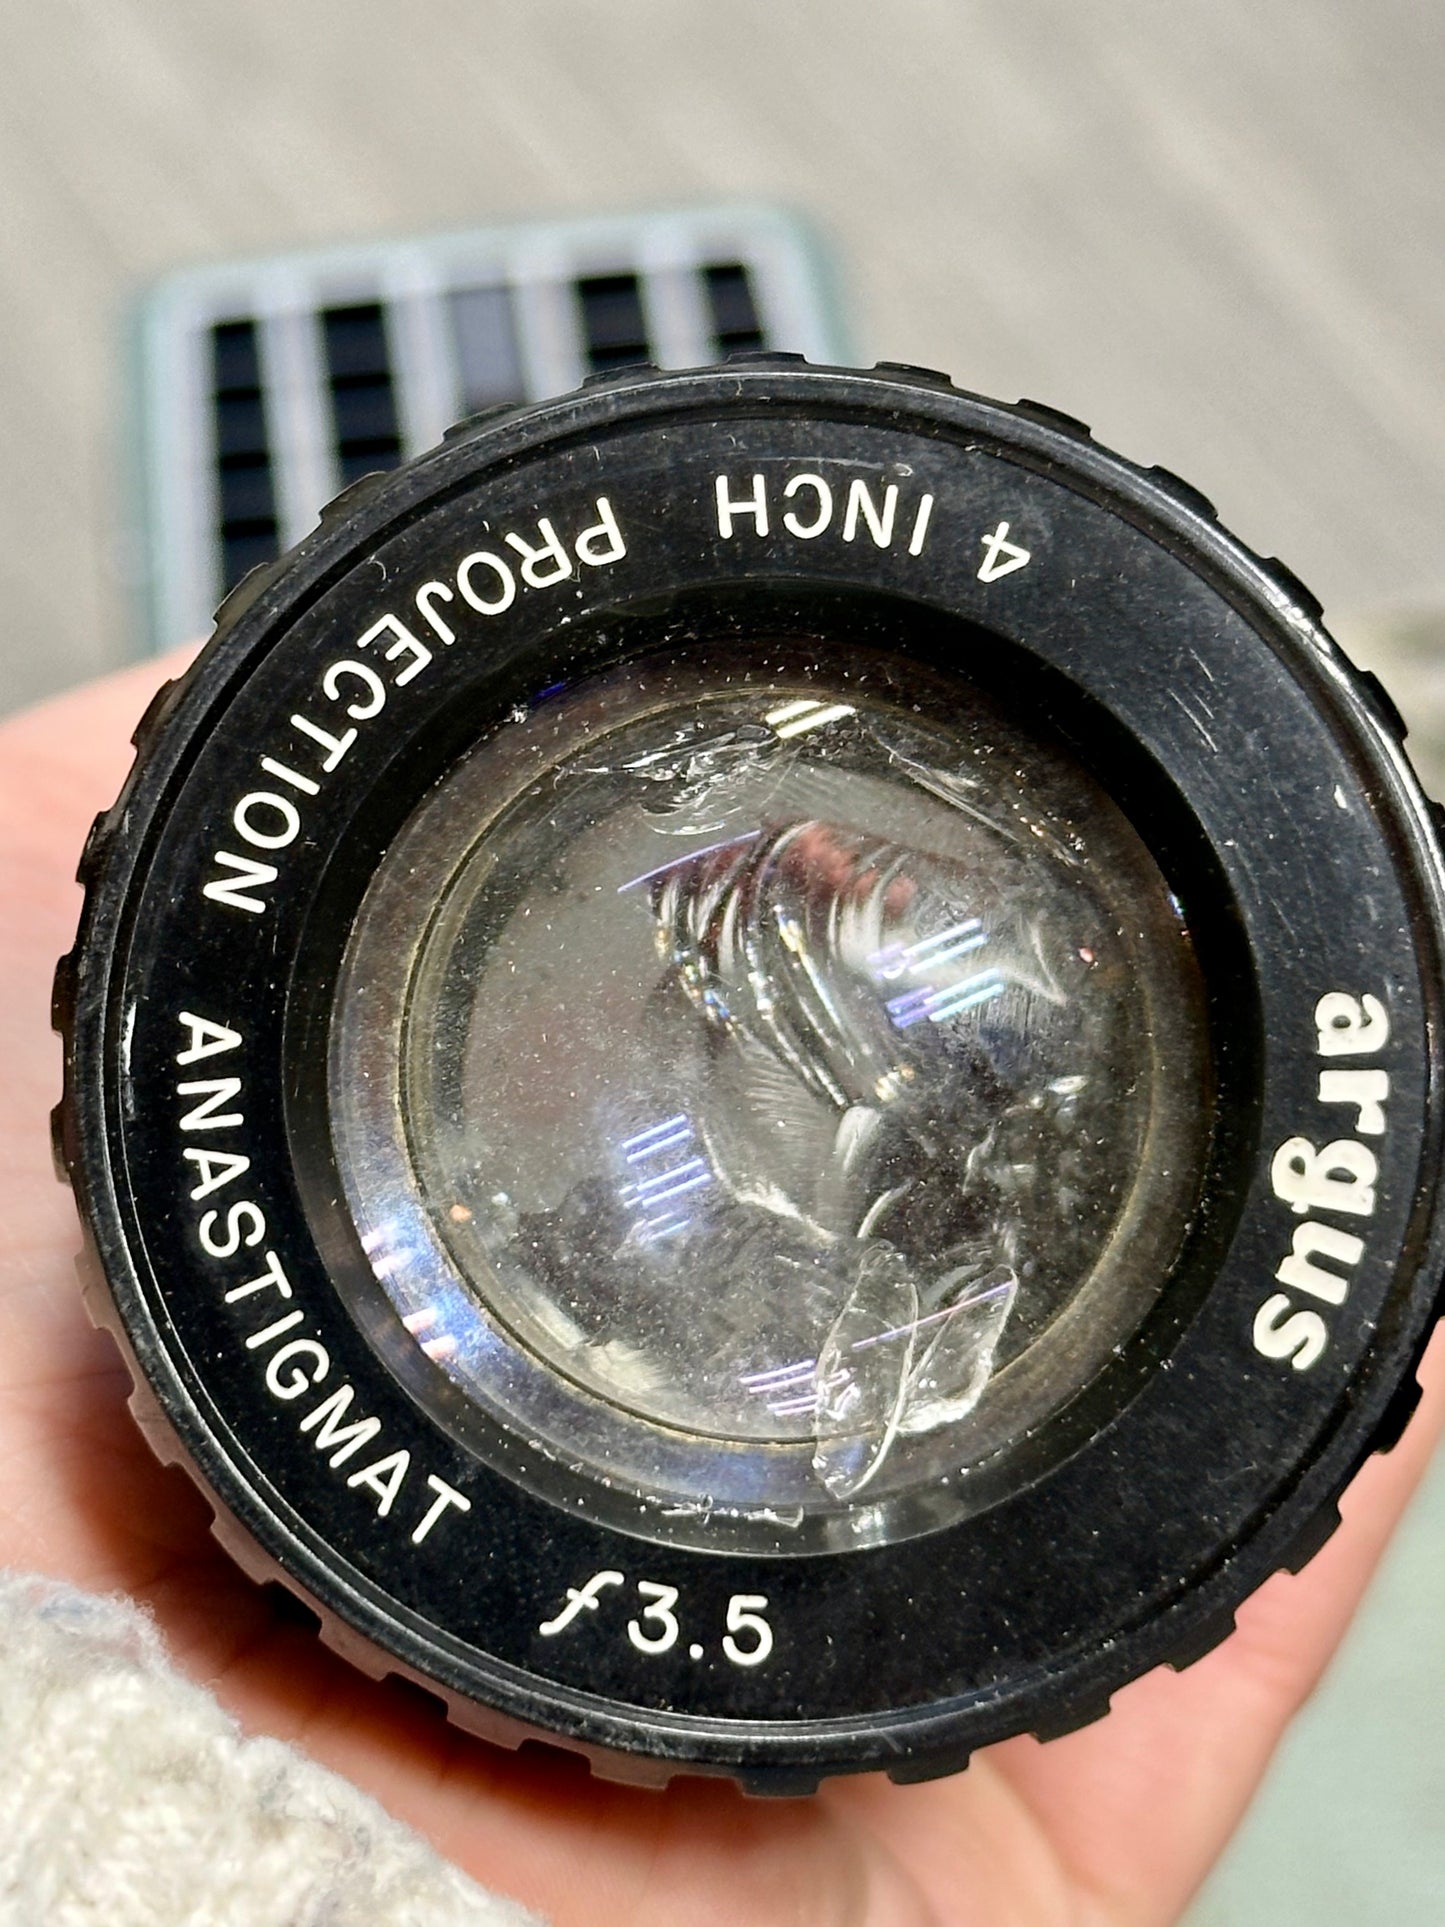 argus
4 INCH PROJECTION ANASTIGMAT f3.5